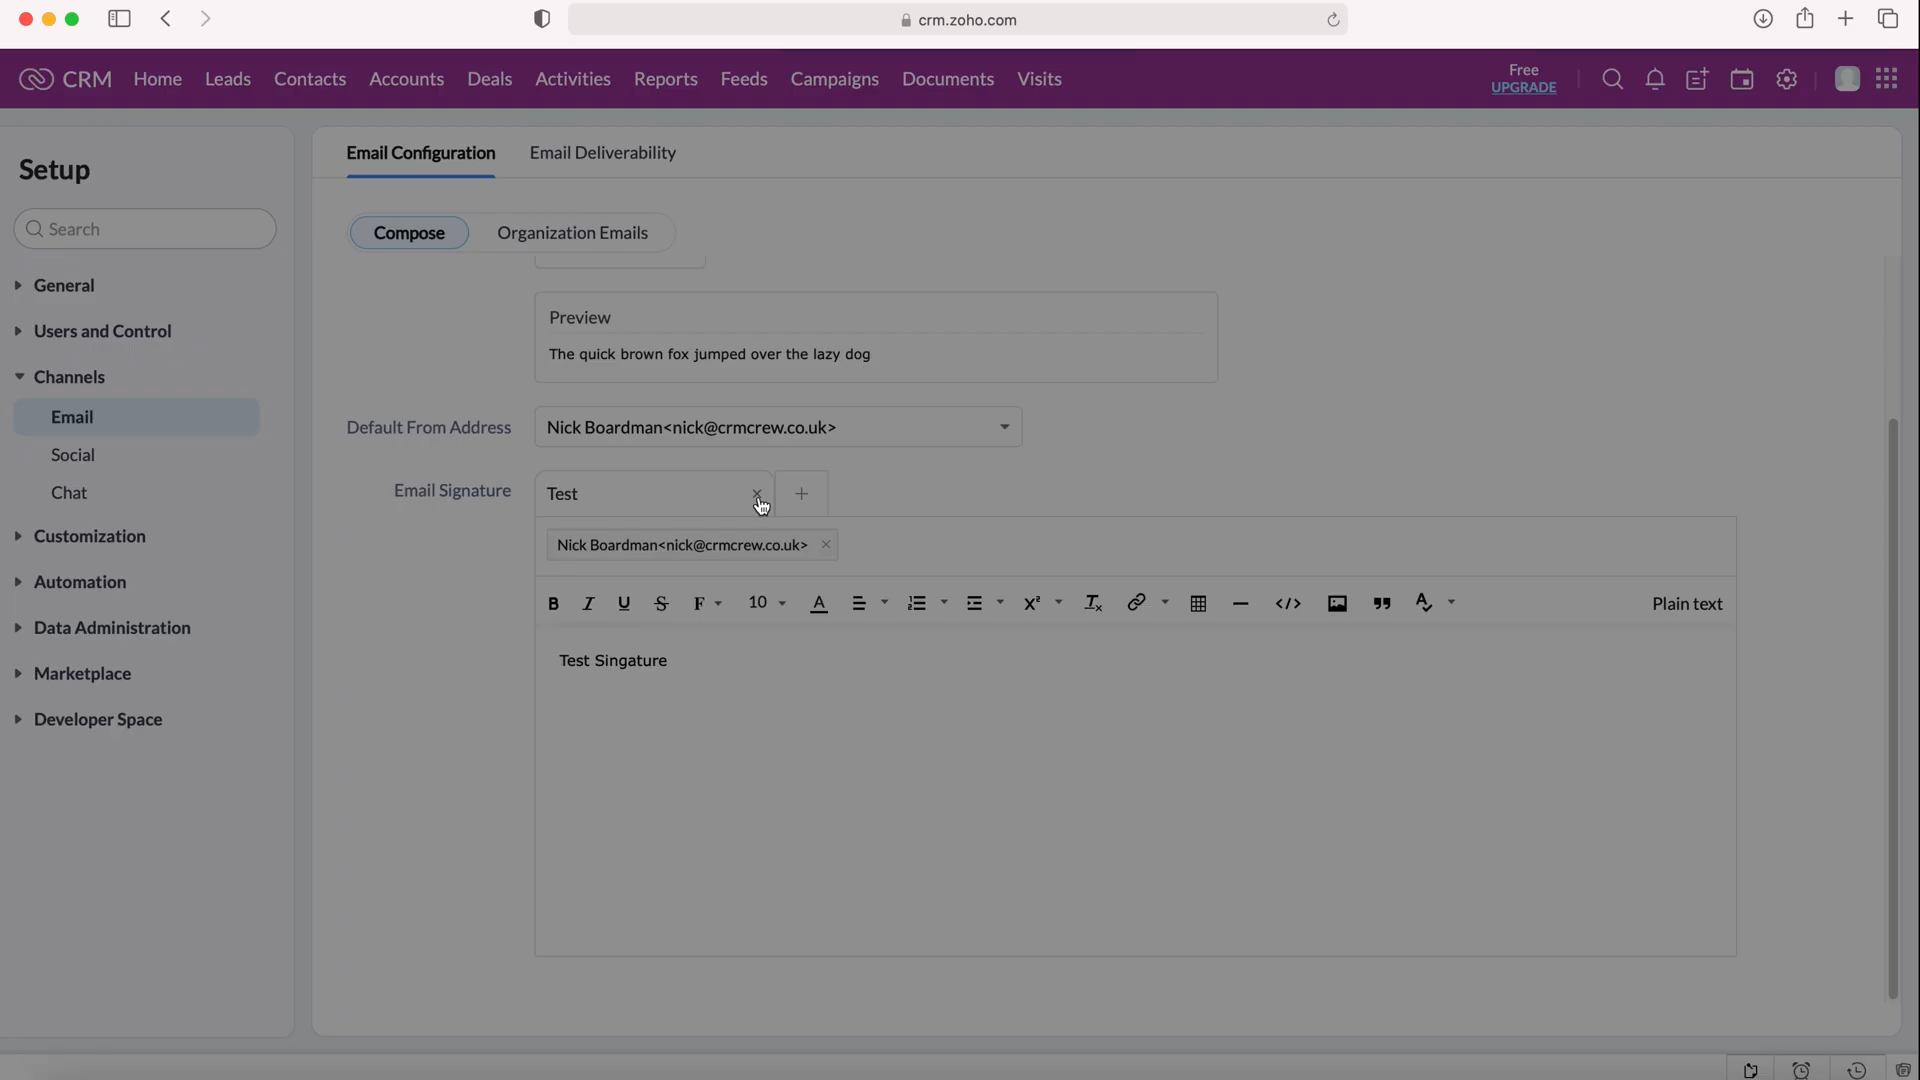 crm.zoho.com
CRM Home Leads Contacts Accounts Deals Activities Reports Feeds Campaigns Documents Visits
Free
UPGRADE
Setup
Search
General
Users and Control
Channels
Email
Social
Chat
Customization
Automation
Data Administration
Marketplace
Developer Space
Email Configuration Email Deliverability
Compose Organization Emails
Preview
The quick brown fox jumped over the lazy dog
Default From Address Nick Boardman<nick@crmcrew.co.uk>
Email Signature Test
Nick Boardman<nick@crmcrew.co.uk>
B I U S F 10 A X² Tx </> Plain text
Test Singature